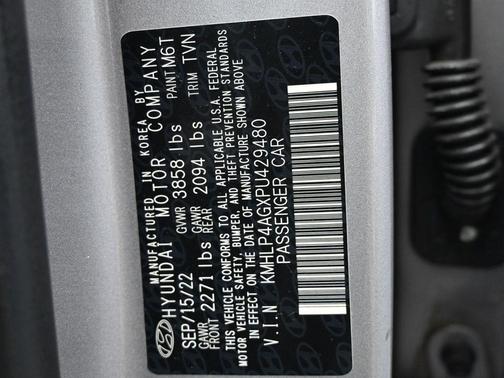 MANUFACTURED IN KOREA BY
HYUNDAI MOTOR COMPANY
SEP/15/22 GVWR 3858 lbs PAINT M6T
GAWR FRONT 2271 lbs GAWR REAR 2094 lbs TRIM TVN
THIS VEHICLE CONFORMS TO ALL APPLICABLE U.S.A. FEDERAL
MOTOR VEHICLE SAFETY, BUMPER, AND THEFT PREVENTION STANDARDS
IN EFFECT ON THE DATE OF MANUFACTURE SHOWN ABOVE
V.I.N KMHLP4AGXPU429480
PASSENGER CAR